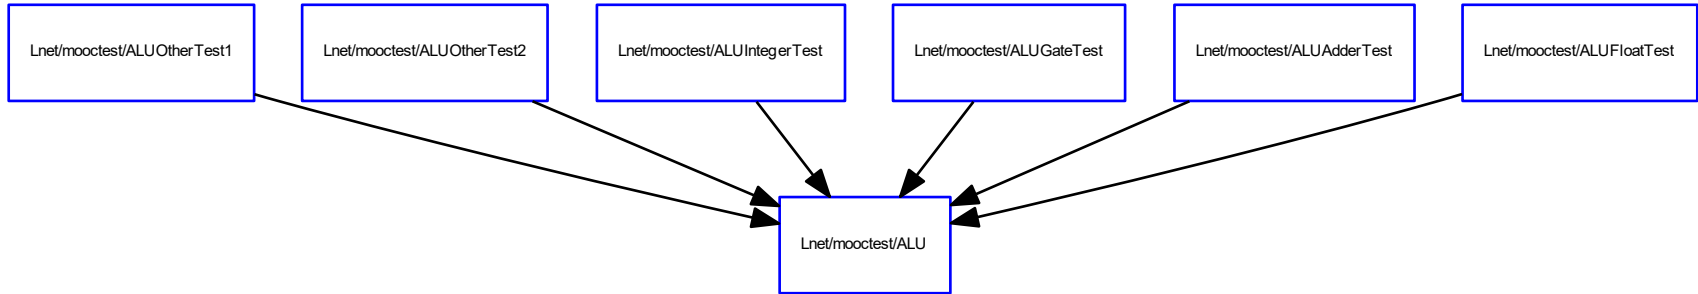 Lnet/mooctest/ALUOtherTest1
Lnet/mooctest/ALUOtherTest2
Lnet/mooctest/ALUIntegerTest
Lnet/mooctest/ALUGateTest
Lnet/mooctest/ALUAdderTest
Lnet/mooctest/ALUFloatTest
Lnet/mooctest/ALU